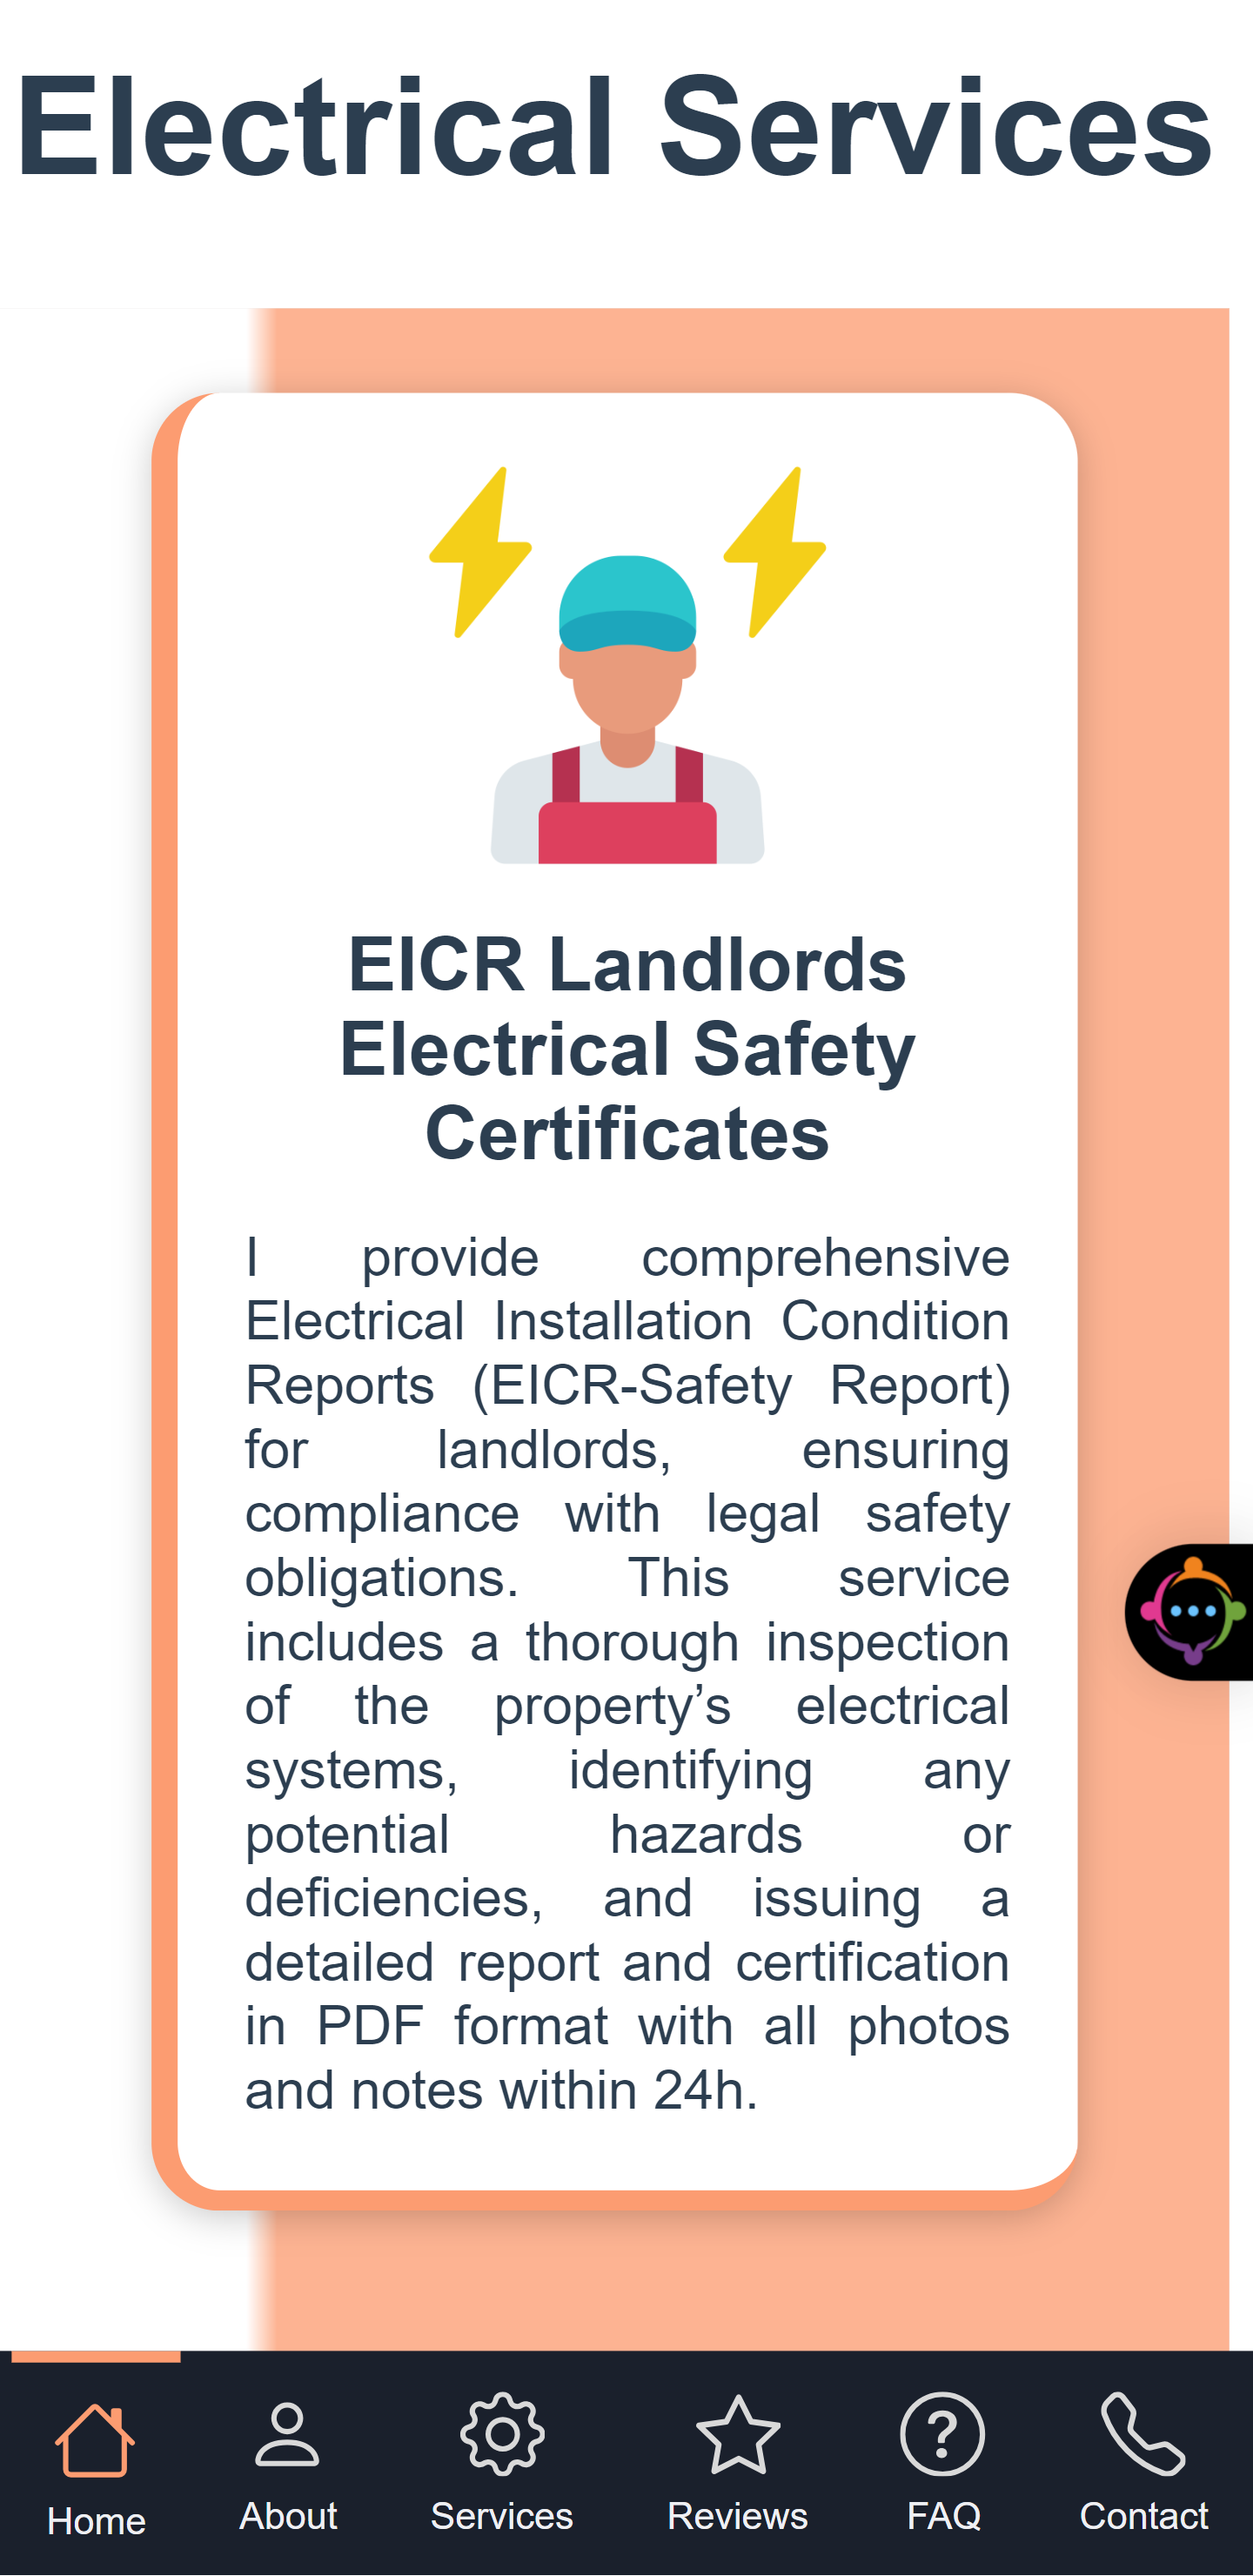 Electrical Services
EICR Landlords
Electrical Safety
Certificates
I provide comprehensive
Electrical Installation Condition
Reports (EICR-Safety Report)
for landlords, ensuring
compliance with legal safety
obligations. This service
includes a thorough inspection
of the property’s electrical
systems, identifying any
potential hazards or
deficiencies, and issuing a
detailed report and certification
in PDF format with all photos
and notes within 24h.
Home About Services Reviews FAQ Contact